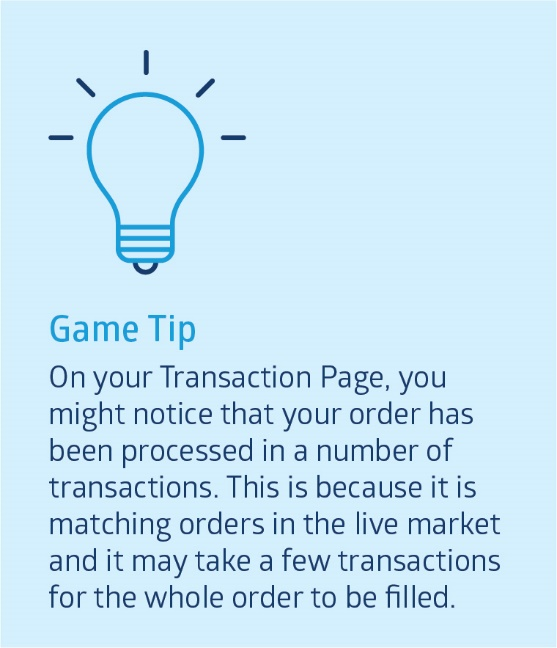 Game Tip
On your Transaction Page, you
might notice that your order has
been processed in a number of
transactions. This is because it is
matching orders in the live market
and it may take a few transactions
for the whole order to be filled.